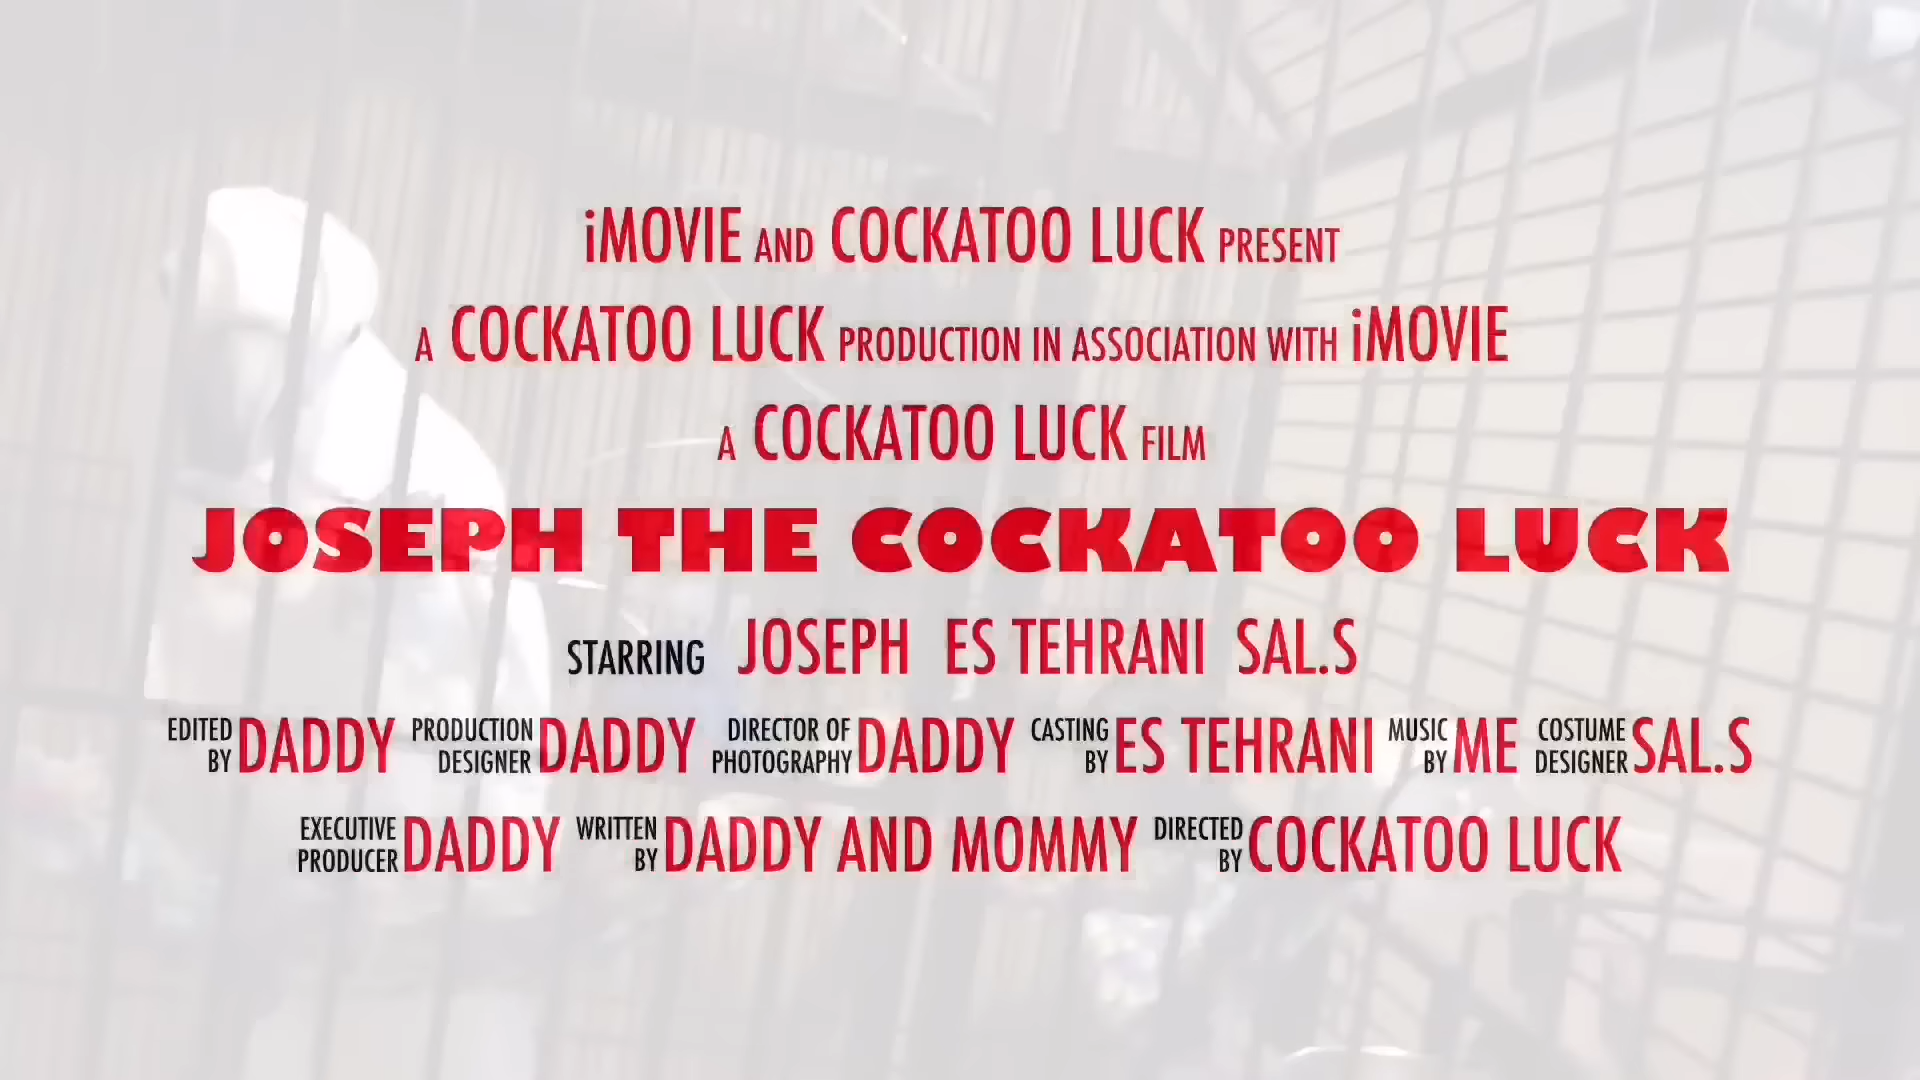 iMOVIE AND COCKATOO LUCK PRESENT
A COCKATOO LUCK PRODUCTION IN ASSOCIATION WITH iMOVIE
A COCKATOO LUCK FILM
JOSEPH THE COCKATOO LUCK
STARRING JOSEPH ES TEHRANI SAL.S
EDITED BY DADDY PRODUCTION DESIGNER DADDY DIRECTOR OF PHOTOGRAPHY DADDY CASTING BY ES TEHRANI MUSIC BY ME COSTUME DESIGNER SAL.S
EXECUTIVE PRODUCER DADDY WRITTEN BY DADDY AND MOMMY DIRECTED BY COCKATOO LUCK